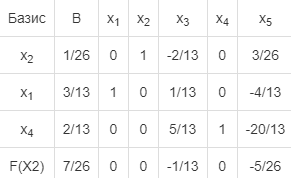 Базис B x₁ x₂ x₃ x₄ x₅
x₂ 1/26 0 1 -2/13 0 3/26
x₁ 3/13 1 0 1/13 0 -4/13
x₄ 2/13 0 0 5/13 1 -20/13
F(X2) 7/26 0 0 -1/13 0 -5/26